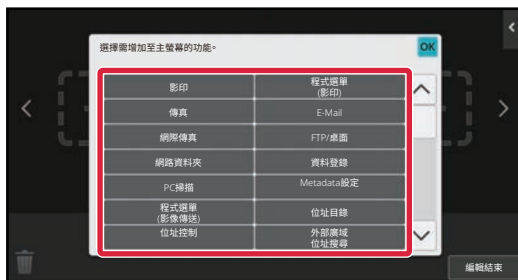 選擇需增加至主螢幕的功能。
OK
影印
程式選單
(影印)
傳真
E-Mail
網際傳真
FTP/桌面
網路資料夾
資料登錄
PC掃描
Metadata設定
程式選單
(影像傳送)
位址目錄
位址控制
外部廣域
位址搜尋
編輯結束